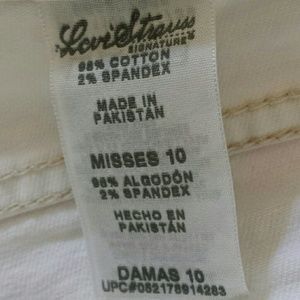 Levi Strauss
SIGNATURE
98% COTTON
2% SPANDEX
MADE IN
PAKISTAN
MISSES 10
98% ALGODÓN
2% SPANDEX
HECHO EN
PAKISTAN
DAMAS 10
UPC#052178914283